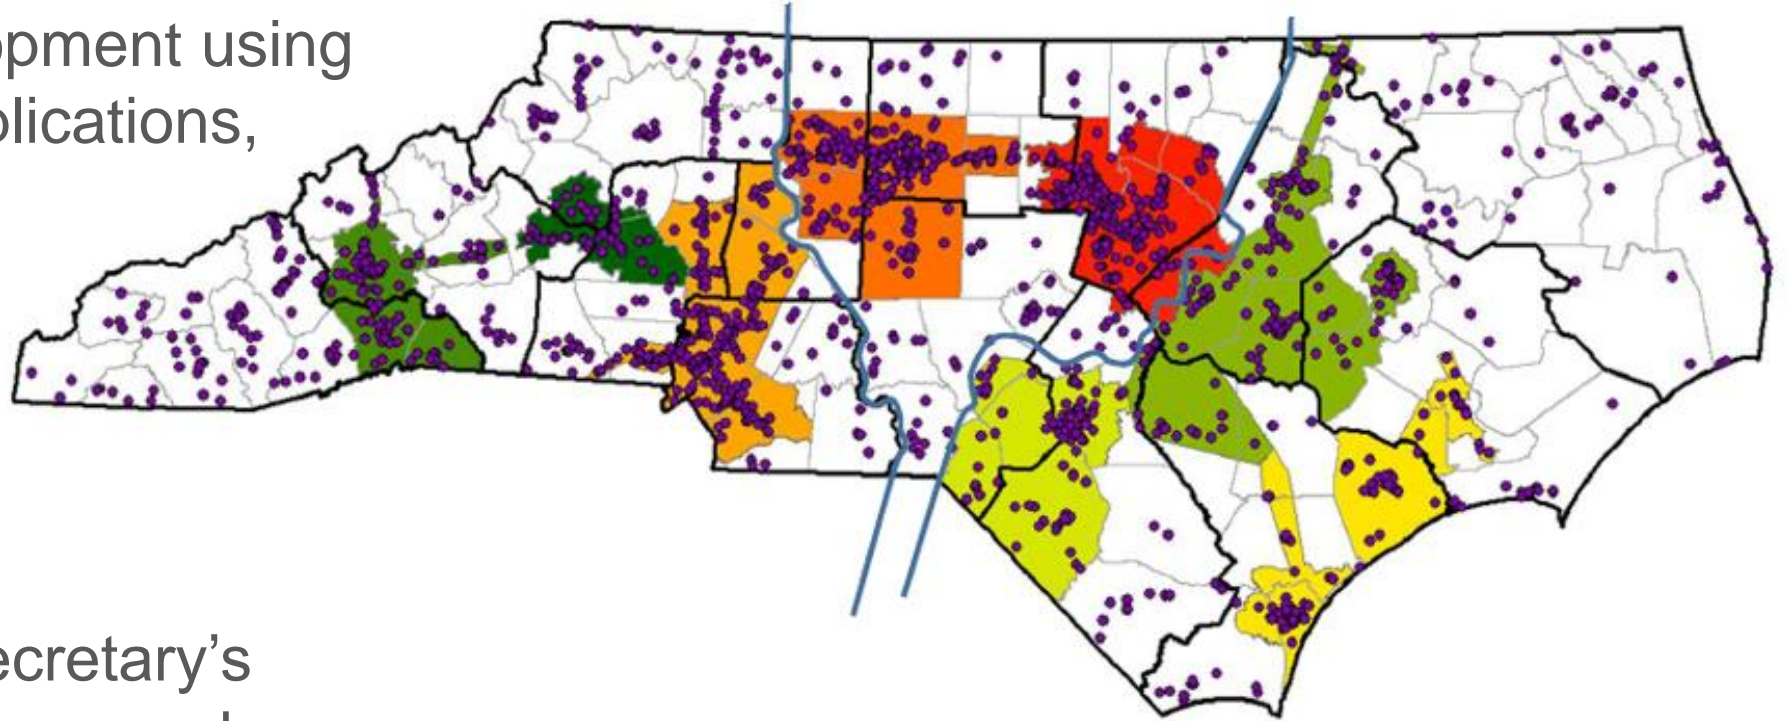 opment using
plications,
ecretary's